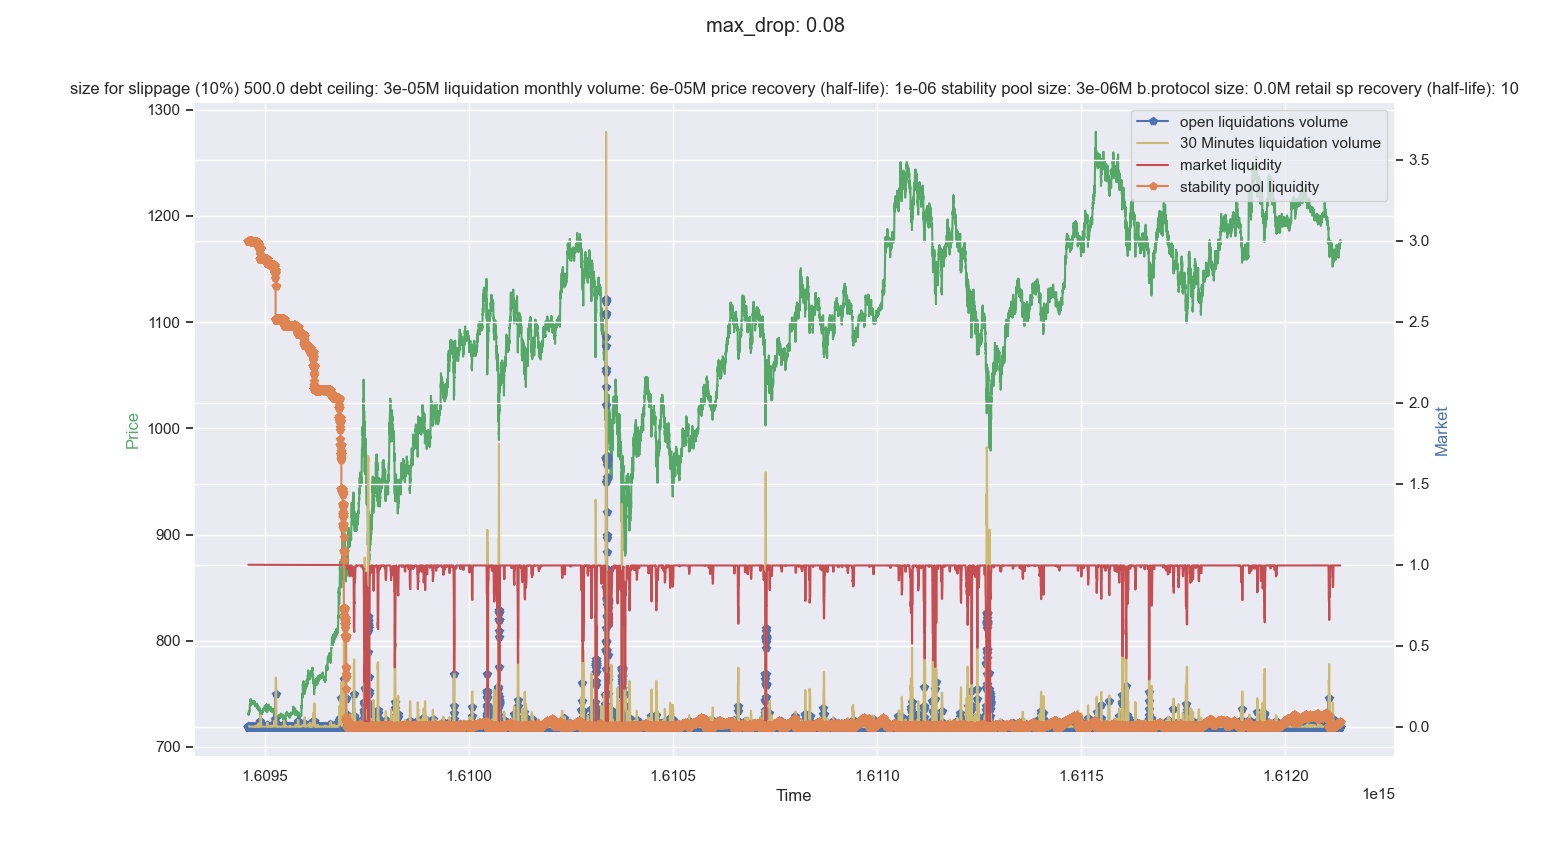 max_drop: 0.08
size for slippage (10%) 500.0 debt ceiling: 3e-05M liquidation monthly volume: 6e-05M price recovery (half-life): 1e-06 stability pool size: 3e-06M b.protocol size: 0.0M retail sp recovery (half-life): 10
open liquidations volume
30 Minutes liquidation volume
market liquidity
stability pool liquidity
1300
1200
1100
1000
900
800
700
Price
3.5
3.0
2.5
2.0
1.5
1.0
0.5
0.0
Market
1.6095 1.6100 1.6105 1.6110 1.6115 1.6120
1e15
Time